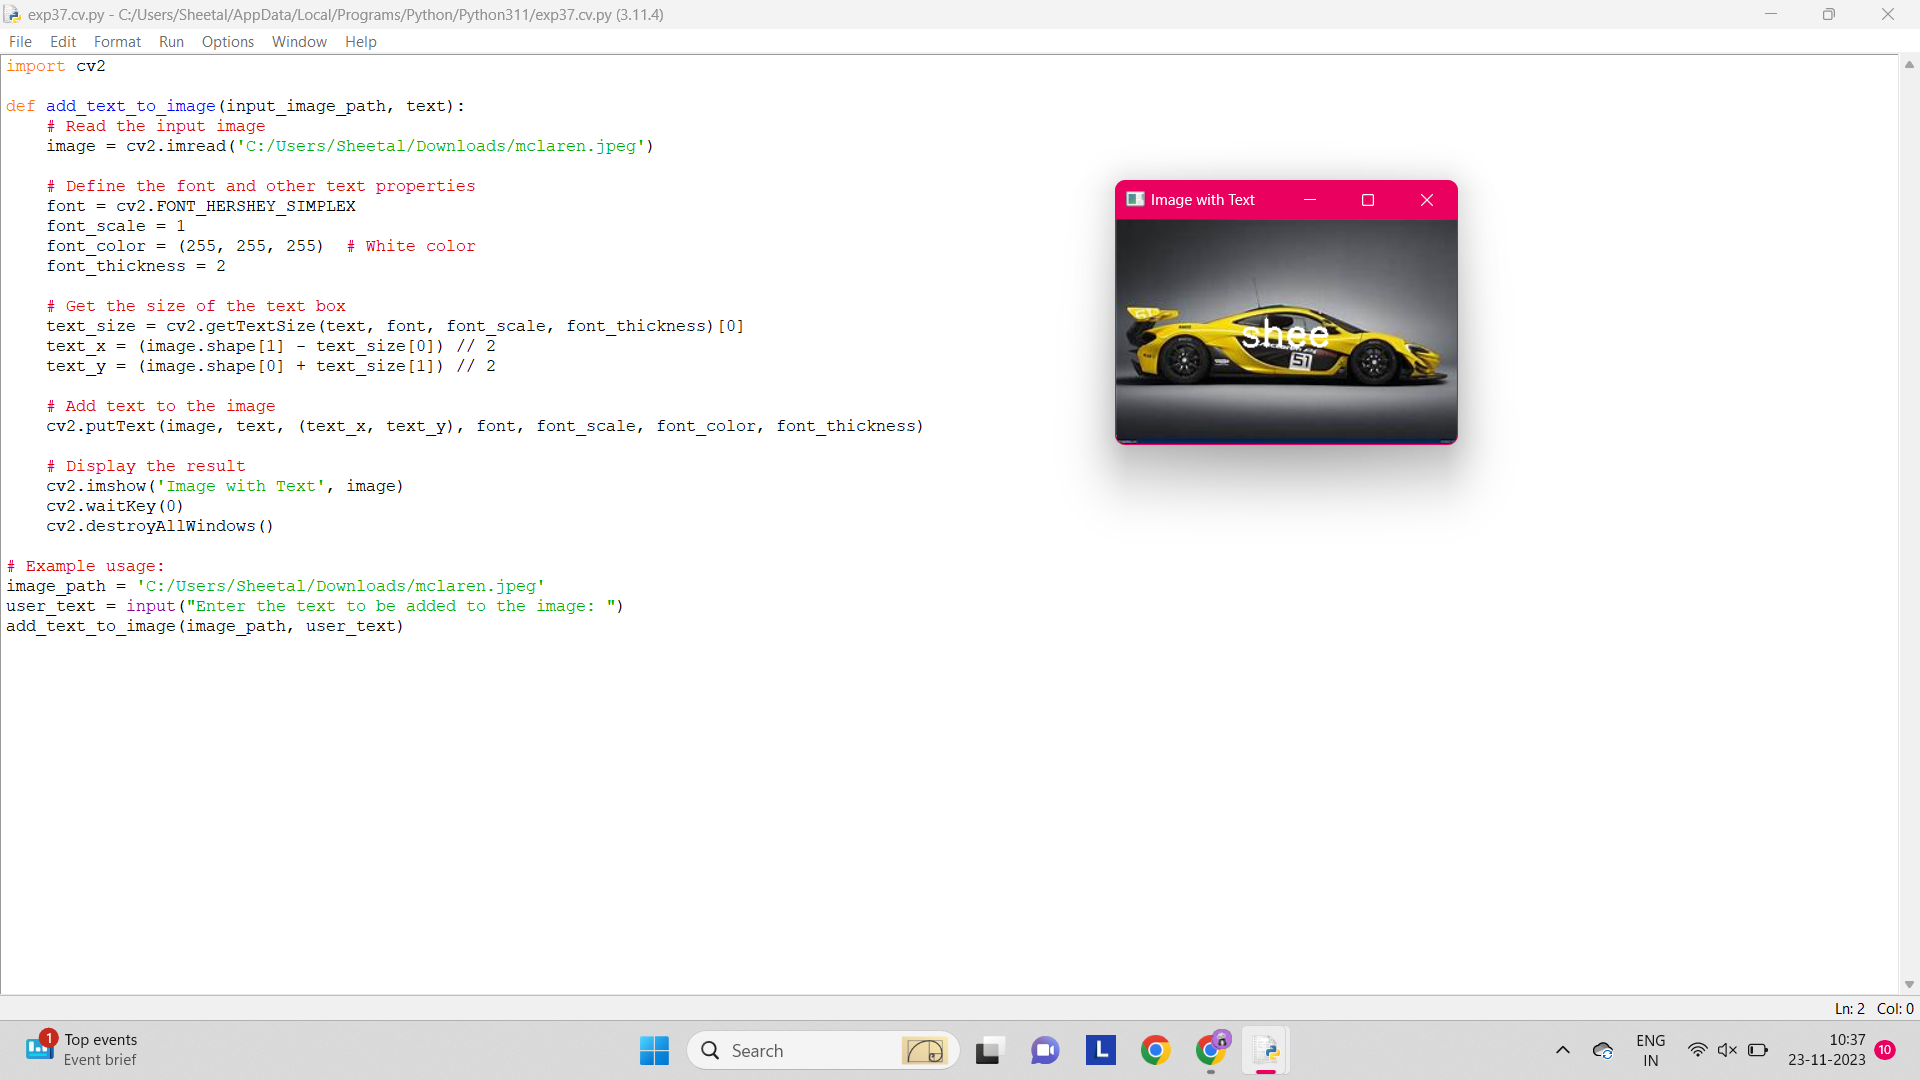 exp37.cv.py - C:/Users/Sheetal/AppData/Local/Programs/Python/Python311/exp37.cv.py (3.11.4)
File Edit Format Run Options Window Help
import cv2
def add_text_to_image(input_image_path, text):
    # Read the input image
    image = cv2.imread('C:/Users/Sheetal/Downloads/mclaren.jpeg')
    # Define the font and other text properties
    font = cv2.FONT_HERSHEY_SIMPLEX
    font_scale = 1
    font_color = (255, 255, 255)  # White color
    font_thickness = 2
    # Get the size of the text box
    text_size = cv2.getTextSize(text, font, font_scale, font_thickness)[0]
    text_x = (image.shape[1] - text_size[0]) // 2
    text_y = (image.shape[0] + text_size[1]) // 2
    # Add text to the image
    cv2.putText(image, text, (text_x, text_y), font, font_scale, font_color, font_thickness)
    # Display the result
    cv2.imshow('Image with Text', image)
    cv2.waitKey(0)
    cv2.destroyAllWindows()
# Example usage:
image_path = 'C:/Users/Sheetal/Downloads/mclaren.jpeg'
user_text = input("Enter the text to be added to the image: ")
add_text_to_image(image_path, user_text)
Image with Text
shee
51
Ln: 2 Col: 0
1
Top events
Event brief
Search
L
ENG
IN
10:37
23-11-2023
10